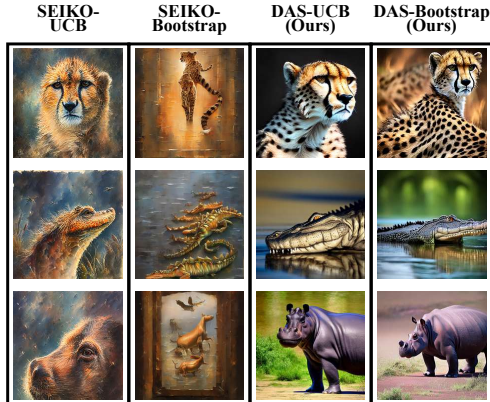 SEIKO-
UCB
SEIKO-
Bootstrap
DAS-UCB
(Ours)
DAS-Bootstrap
(Ours)